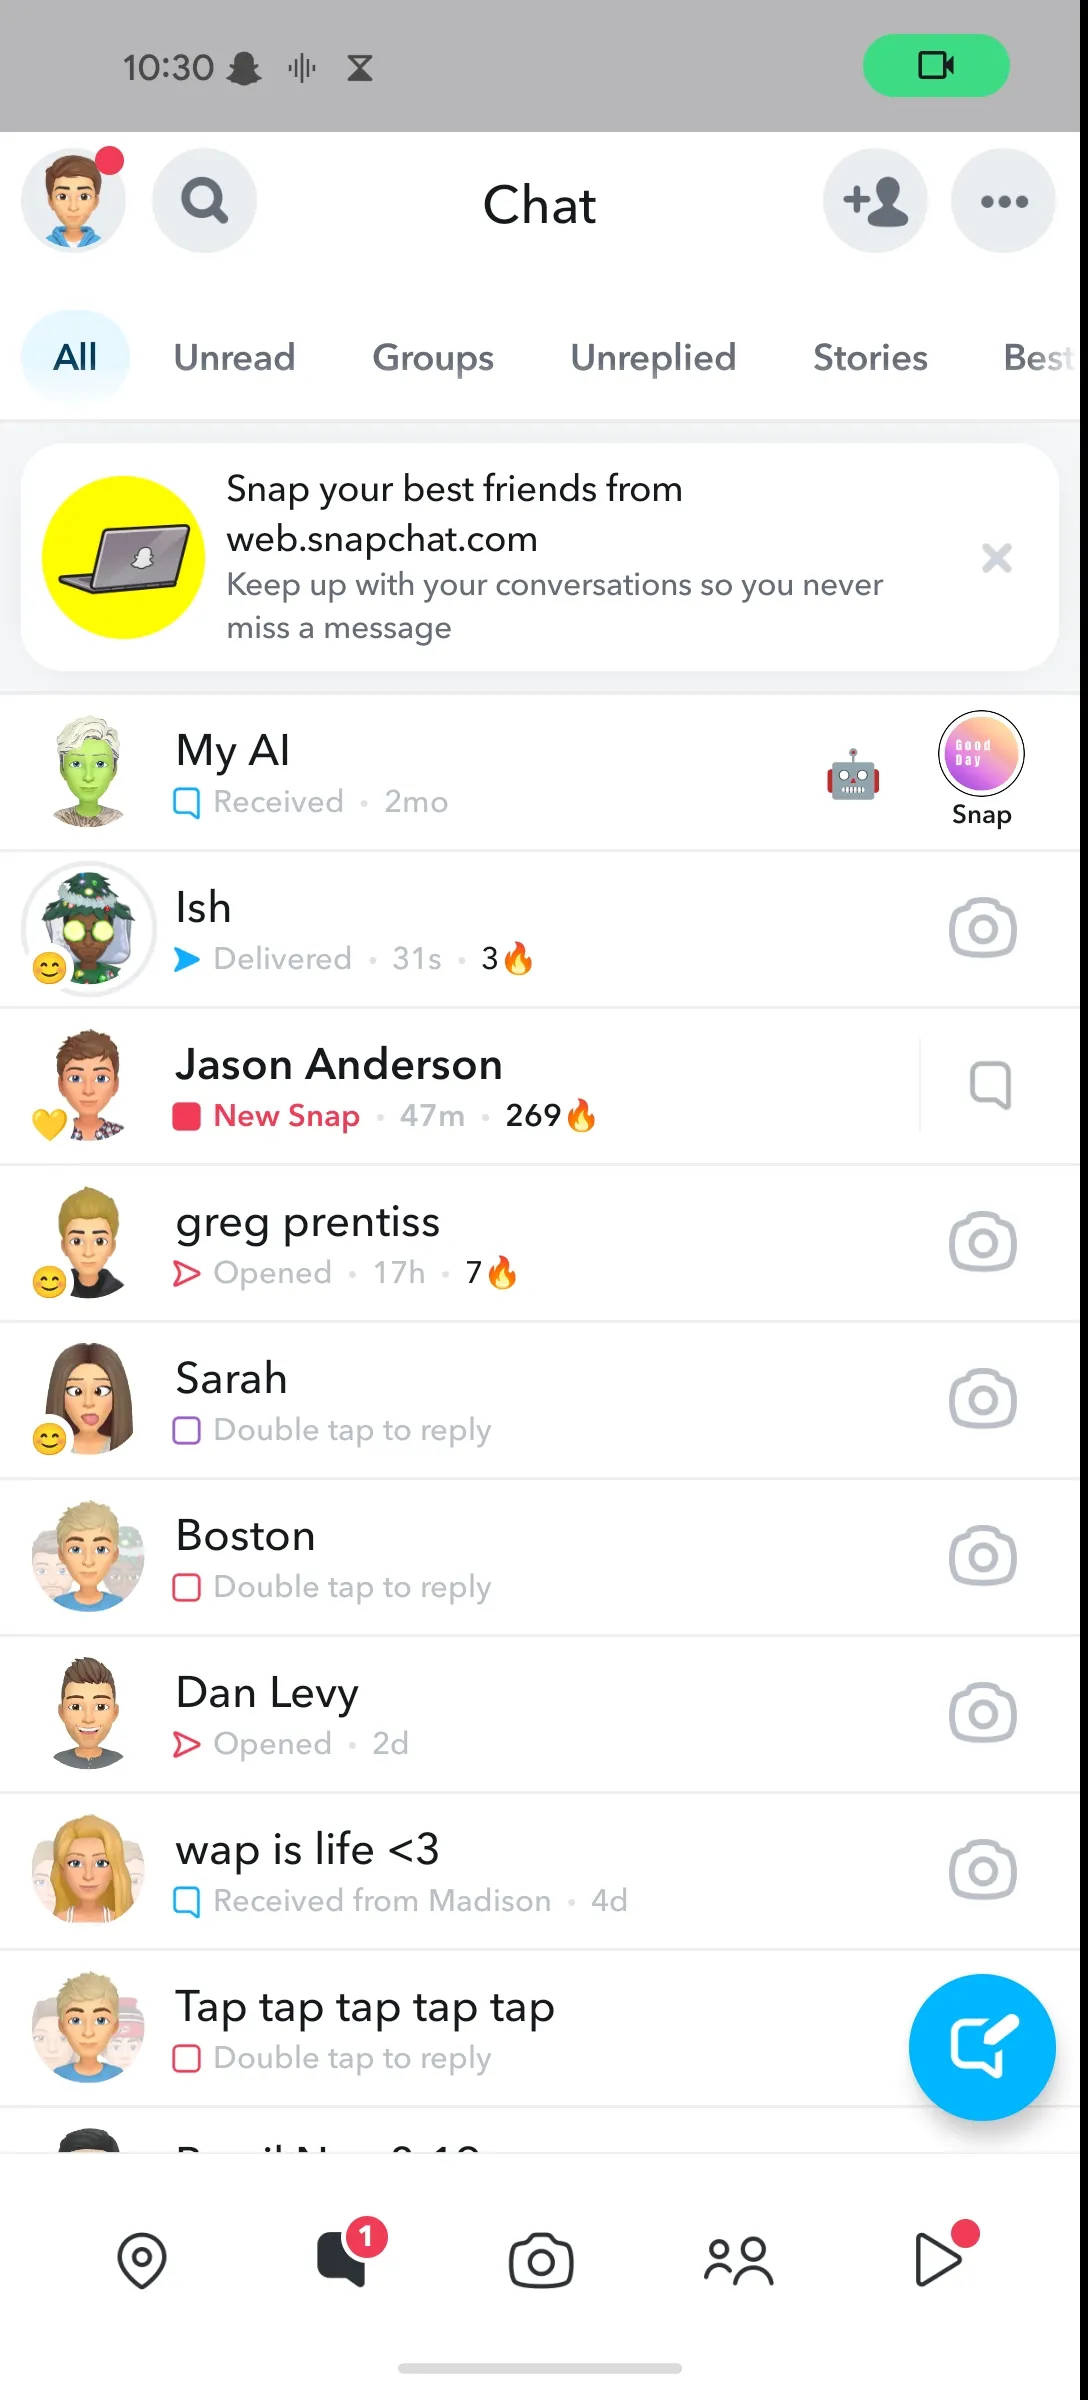 10:30
Chat
All Unread Groups Unreplied Stories Best
Snap your best friends from
web.snapchat.com
Keep up with your conversations so you never
miss a message
My AI
Received · 2mo
Good
Day
Snap
Ish
Delivered · 31s · 3🔥
Jason Anderson
New Snap · 47m · 269🔥
greg prentiss
Opened · 17h · 7🔥
Sarah
Double tap to reply
Boston
Double tap to reply
Dan Levy
Opened · 2d
wap is life <3
Received from Madison · 4d
Tap tap tap tap tap
Double tap to reply
1